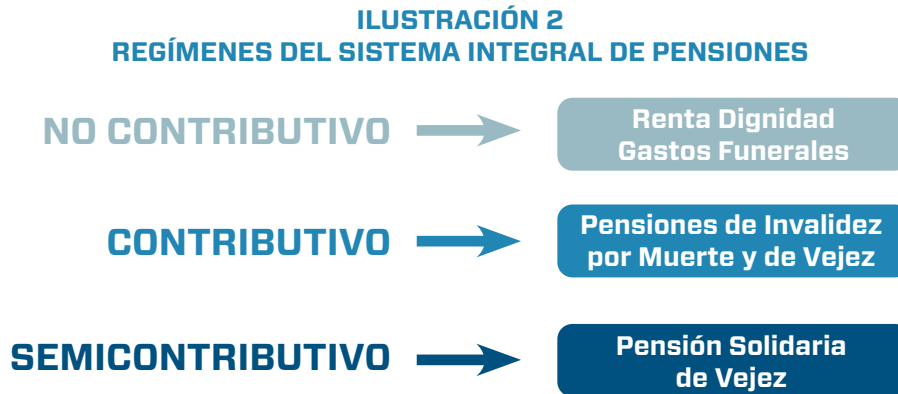 ILUSTRACIÓN 2
REGÍMENES DEL SISTEMA INTEGRAL DE PENSIONES
NO CONTRIBUTIVO
Renta Dignidad
Gastos Funerales
CONTRIBUTIVO
Pensiones de Invalidez
por Muerte y de Vejez
SEMICONTRIBUTIVO
Pensión Solidaria
de Vejez